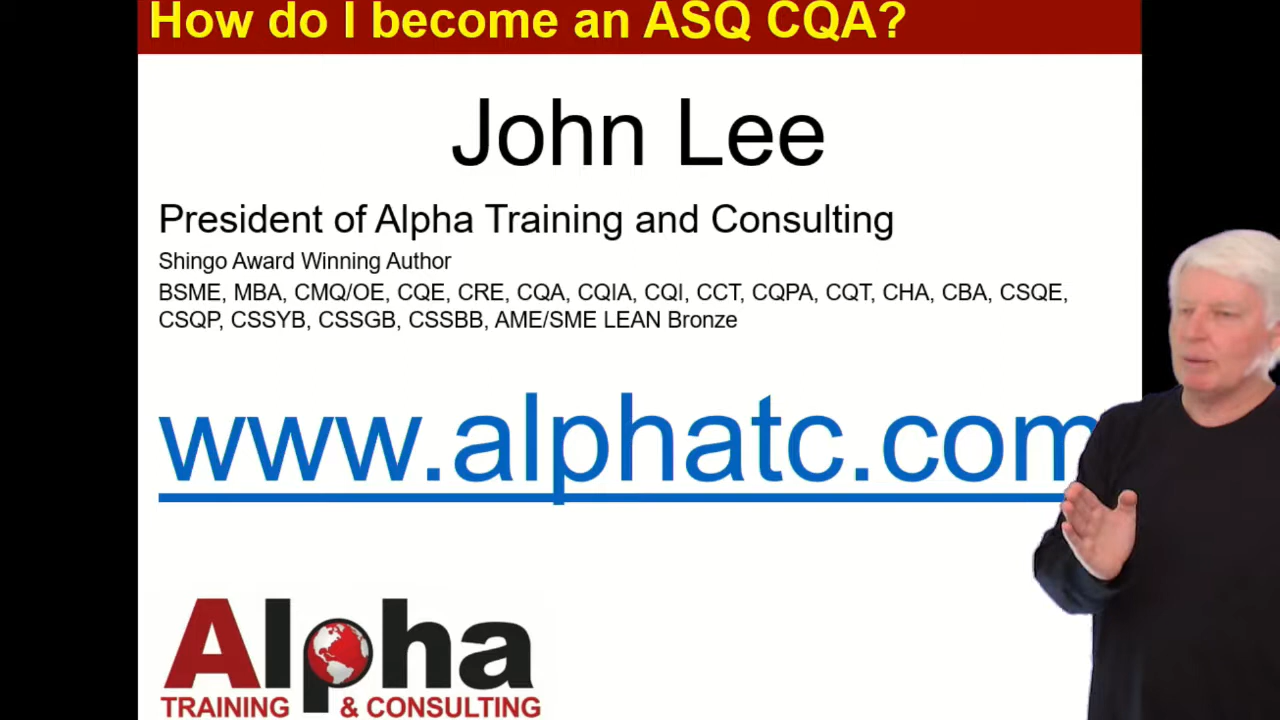 How do I become an ASQ CQA?
John Lee
President of Alpha Training and Consulting
Shingo Award Winning Author
BSME, MBA, CMQ/OE, CQE, CRE, CQA, CQIA, CQI, CCT, CQPA, CQT, CHA, CBA, CSQE,
CSQP, CSSYB, CSSGB, CSSBB, AME/SME LEAN Bronze
www.alphatc.com
Alpha
TRAINING & CONSULTING